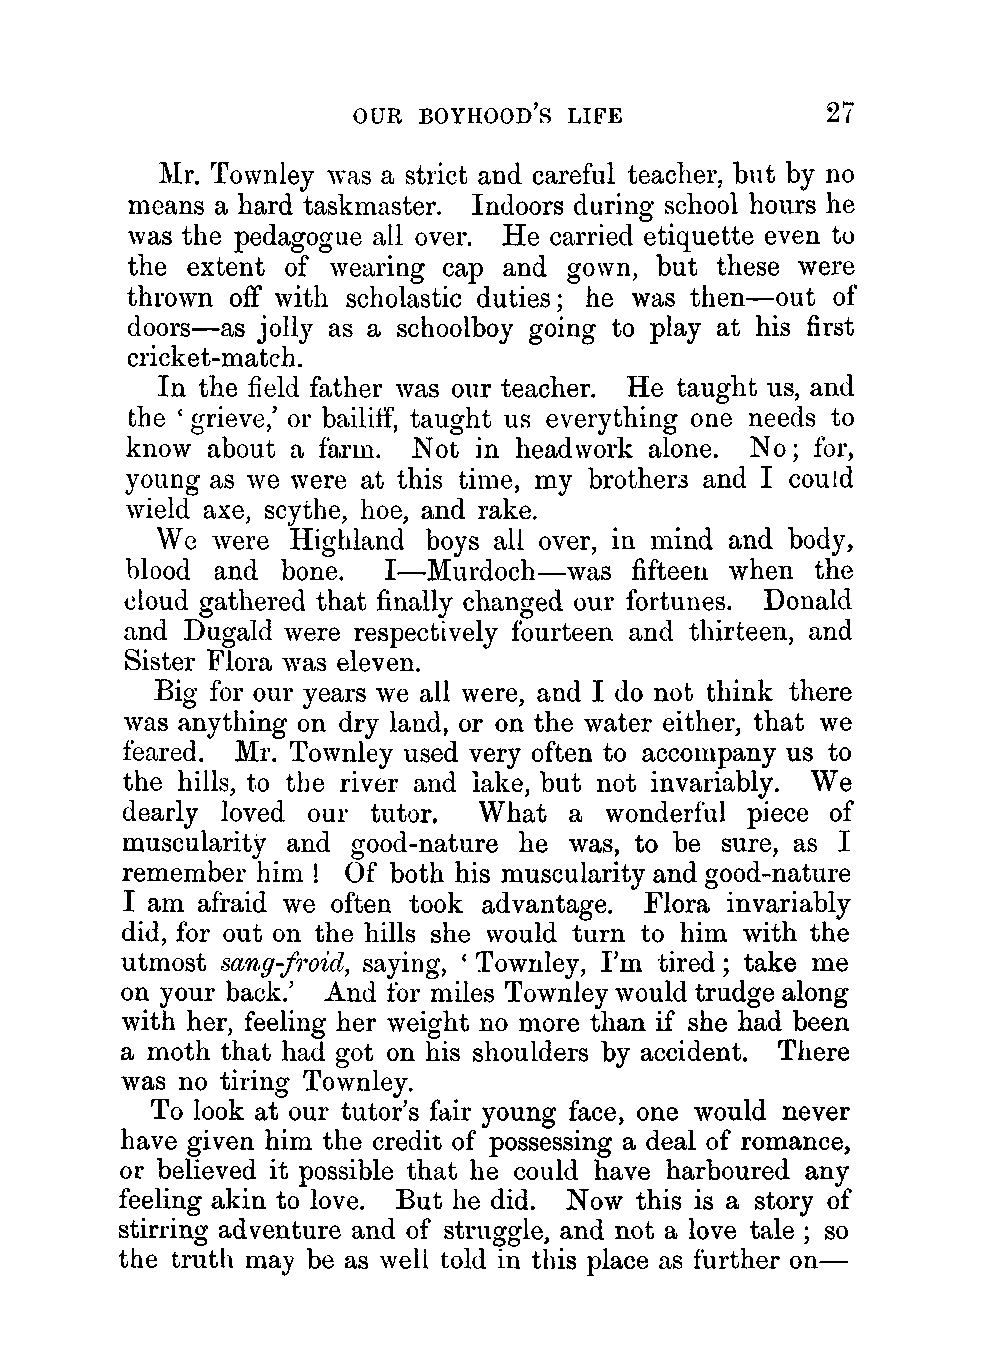 OUR BOYHOOD'S LIFE 27
Mr. Townley was a strict and careful teacher, but by no
means a hard taskmaster. Indoors during school hours he
was the pedagogue all over. He carried etiquette even to
the extent of wearing cap and gown, but these were
thrown off with scholastic duties; he was then—out of
doors—as jolly as a schoolboy going to play at his first
cricket-match.
In the field father was our teacher. He taught us, and
the ‘grieve,’ or bailiff, taught us everything one needs to
know about a farm. Not in headwork alone. No; for,
young as we were at this time, my brothers and I could
wield axe, scythe, hoe, and rake.
We were Highland boys all over, in mind and body,
blood and bone. I—Murdoch—was fifteen when the
cloud gathered that finally changed our fortunes. Donald
and Dugald were respectively fourteen and thirteen, and
Sister Flora was eleven.
Big for our years we all were, and I do not think there
was anything on dry land, or on the water either, that we
feared. Mr. Townley used very often to accompany us to
the hills, to the river and lake, but not invariably. We
dearly loved our tutor. What a wonderful piece of
muscularity and good-nature he was, to be sure, as I
remember him! Of both his muscularity and good-nature
I am afraid we often took advantage. Flora invariably
did, for out on the hills she would turn to him with the
utmost sang-froid, saying, ‘Townley, I’m tired; take me
on your back.’ And for miles Townley would trudge along
with her, feeling her weight no more than if she had been
a moth that had got on his shoulders by accident. There
was no tiring Townley.
To look at our tutor’s fair young face, one would never
have given him the credit of possessing a deal of romance,
or believed it possible that he could have harboured any
feeling akin to love. But he did. Now this is a story of
stirring adventure and of struggle, and not a love tale; so
the truth may be as well told in this place as further on—